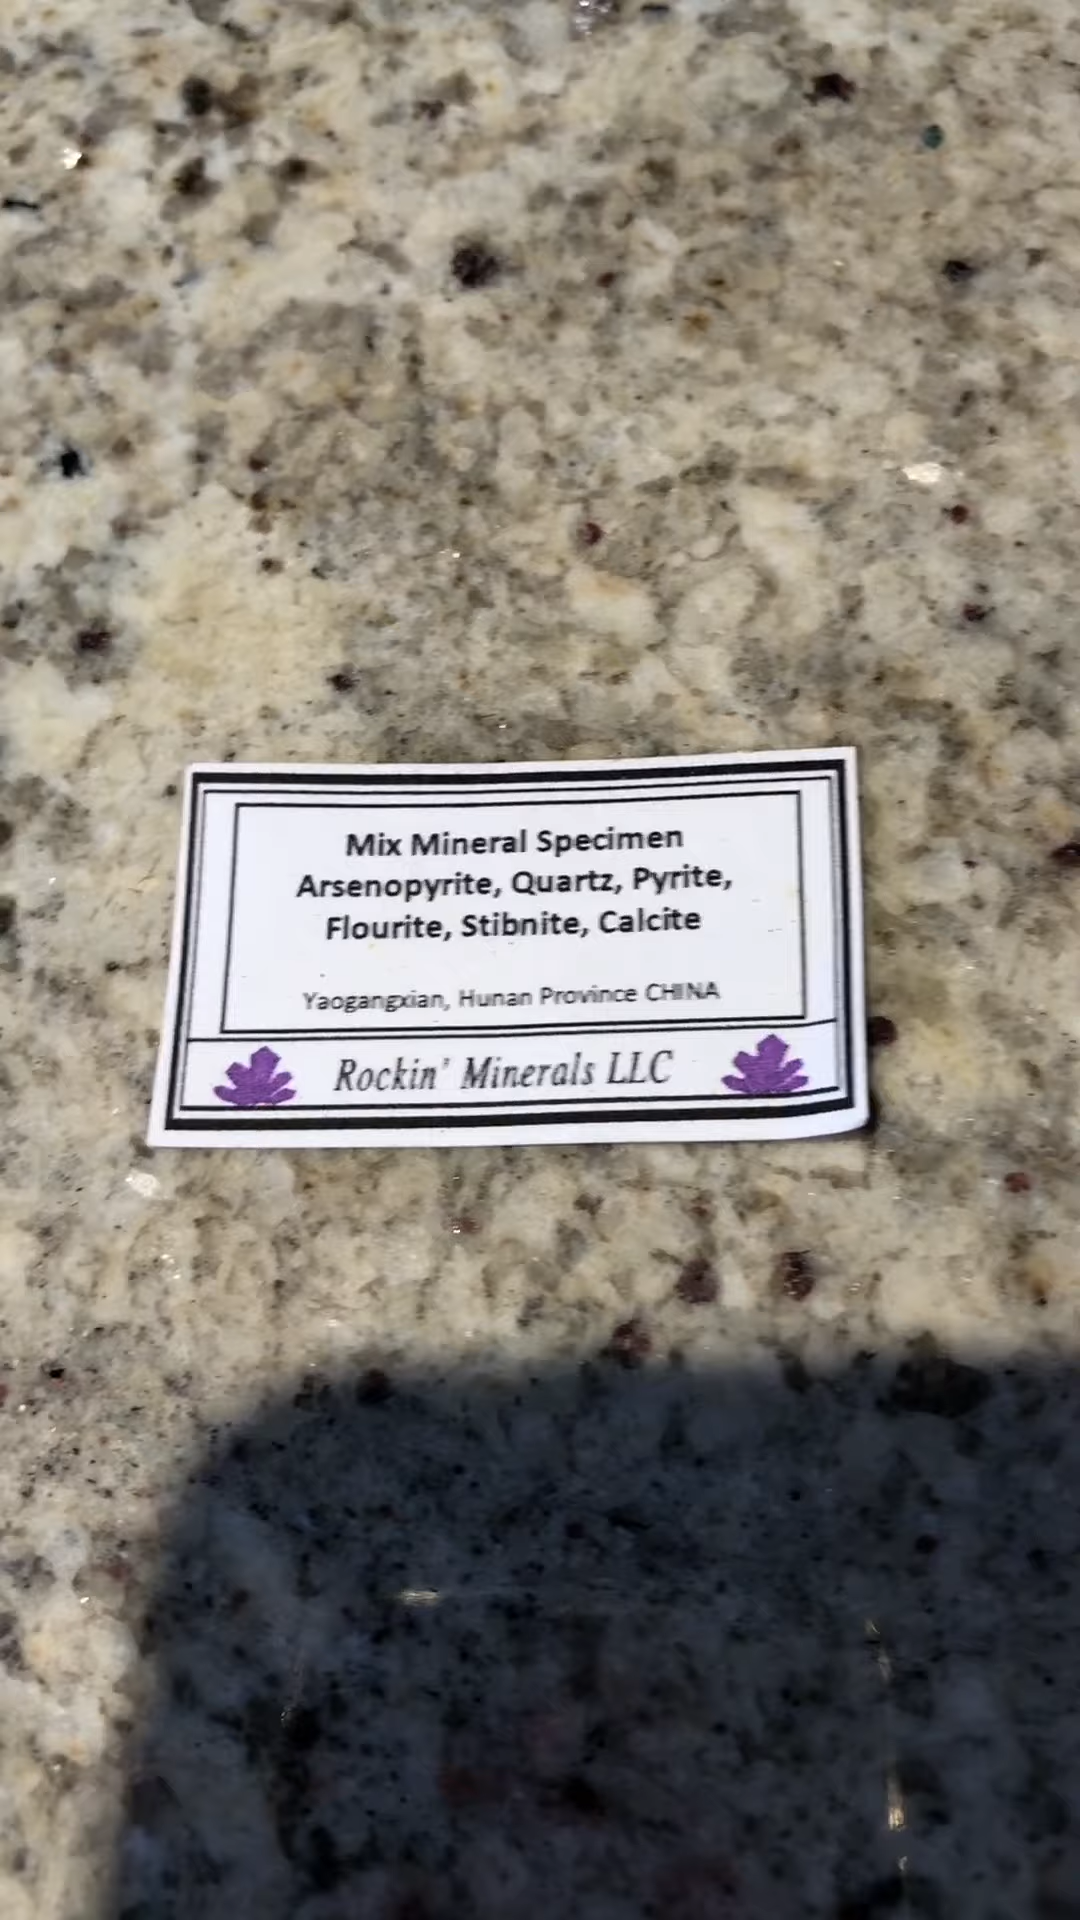 Mix Mineral Specimen
Arsenopyrite, Quartz, Pyrite,
Flourite, Stibnite, Calcite
Yaogangxian, Hunan Province CHINA
Rockin' Minerals LLC